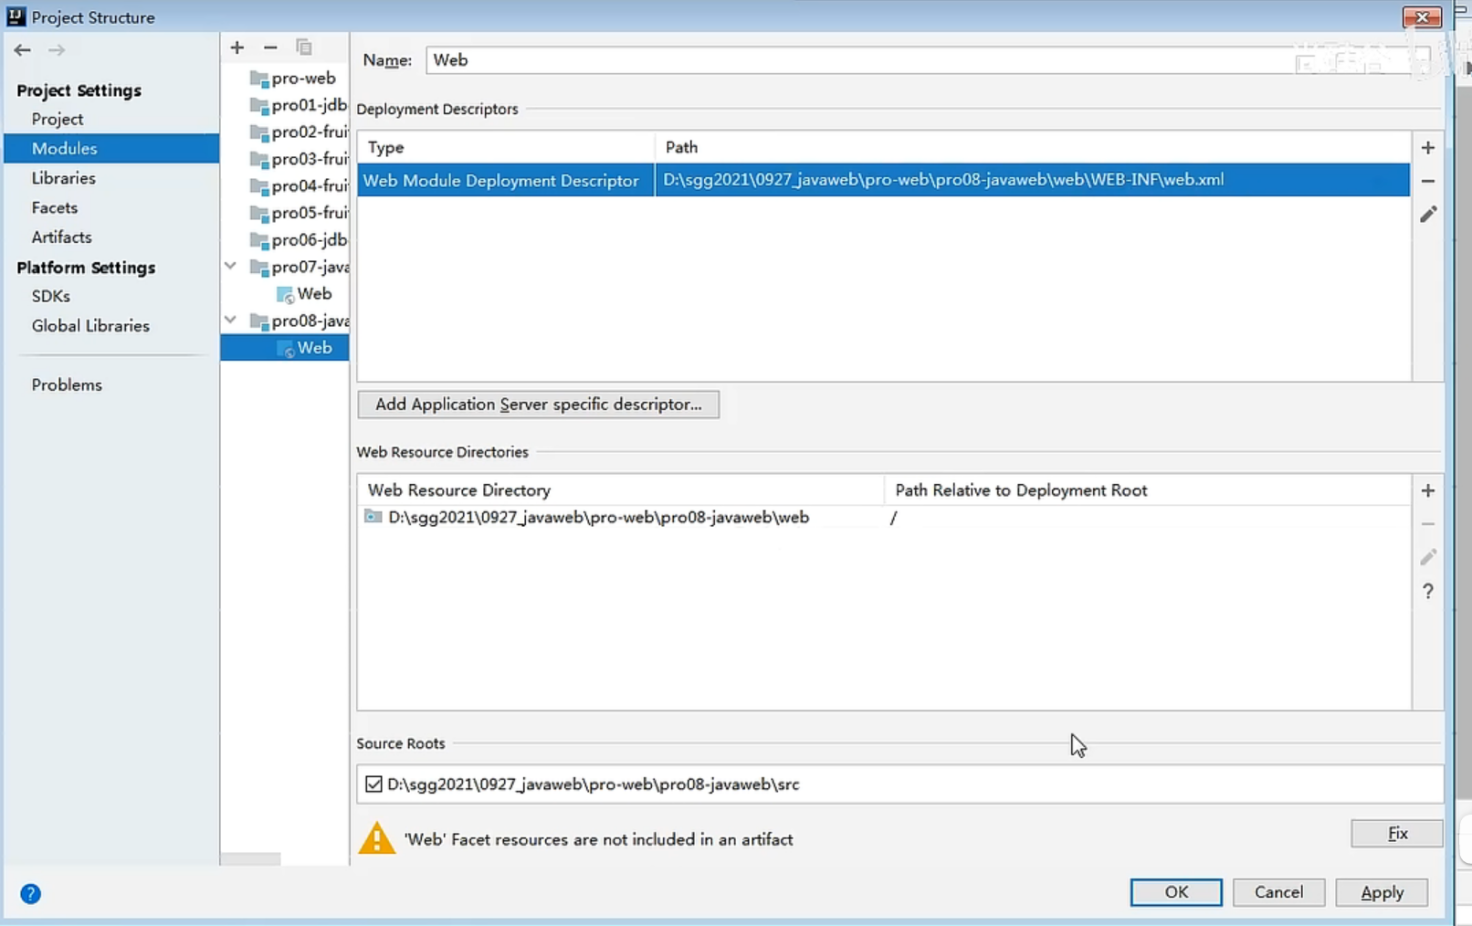 Project Structure
Project Settings
Project
Modules
Libraries
Facets
Artifacts
Platform Settings
SDKs
Global Libraries
Problems
pro-web
pro01-jdb
pro02-frui
pro03-frui
pro04-frui
pro05-frui
pro06-jdb
pro07-java
Web
pro08-java
Web
Name: Web
Deployment Descriptors
Type Path
Web Module Deployment Descriptor D:\sgg2021\0927_javaweb\pro-web\pro08-javaweb\web\WEB-INF\web.xml
Add Application Server specific descriptor...
Web Resource Directories
Web Resource Directory Path Relative to Deployment Root
D:\sgg2021\0927_javaweb\pro-web\pro08-javaweb\web /
Source Roots
D:\sgg2021\0927_javaweb\pro-web\pro08-javaweb\src
'Web' Facet resources are not included in an artifact
Fix
OK Cancel Apply